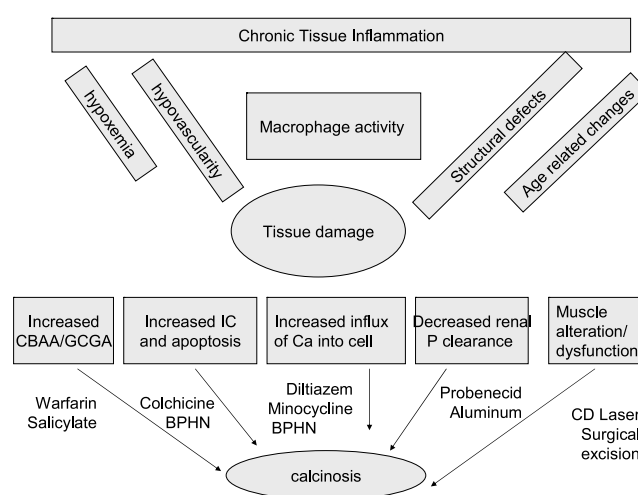 Chronic Tissue Inflammation
hypoxemia
hypovascularity
Macrophage activity
Structural defects
Age related changes
Tissue damage
Increased
CBAA/GCGA
Increased IC
and apoptosis
Increased influx
of Ca into cell
Decreased renal
P clearance
Muscle
alteration/
dysfunction
Warfarin
Salicylate
Colchicine
BPHN
Diltiazem
Minocycline
BPHN
Probenecid
Aluminum
CD Laser
Surgical
excision
calcinosis